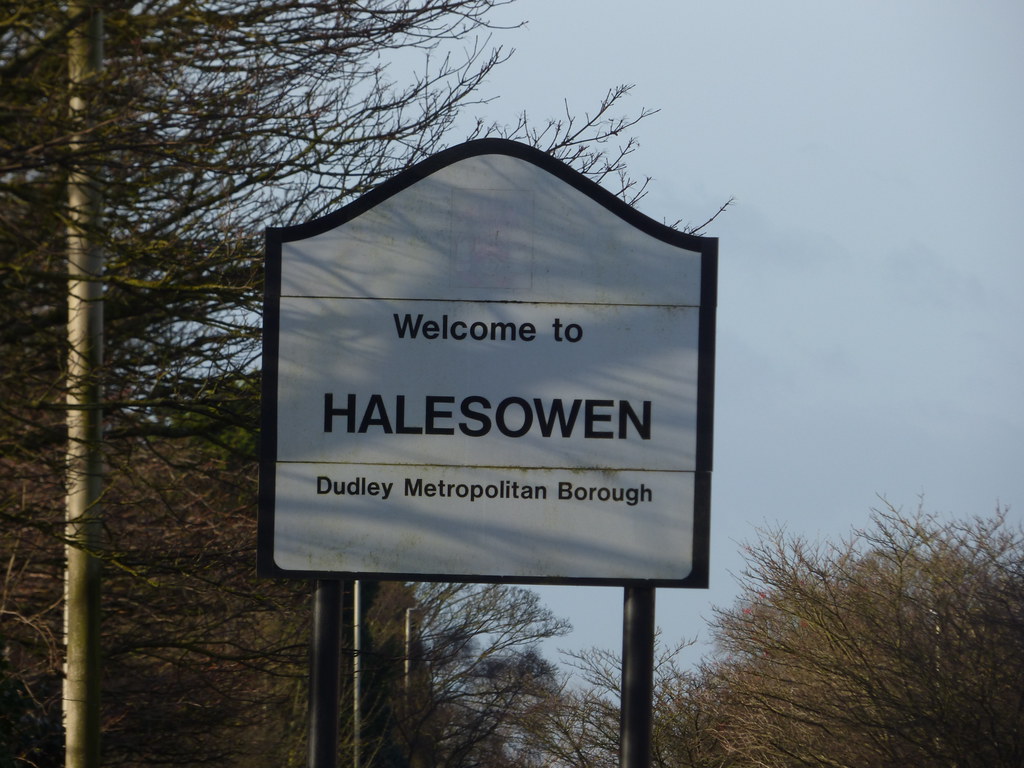 Welcome to
HALESOWEN
Dudley Metropolitan Borough